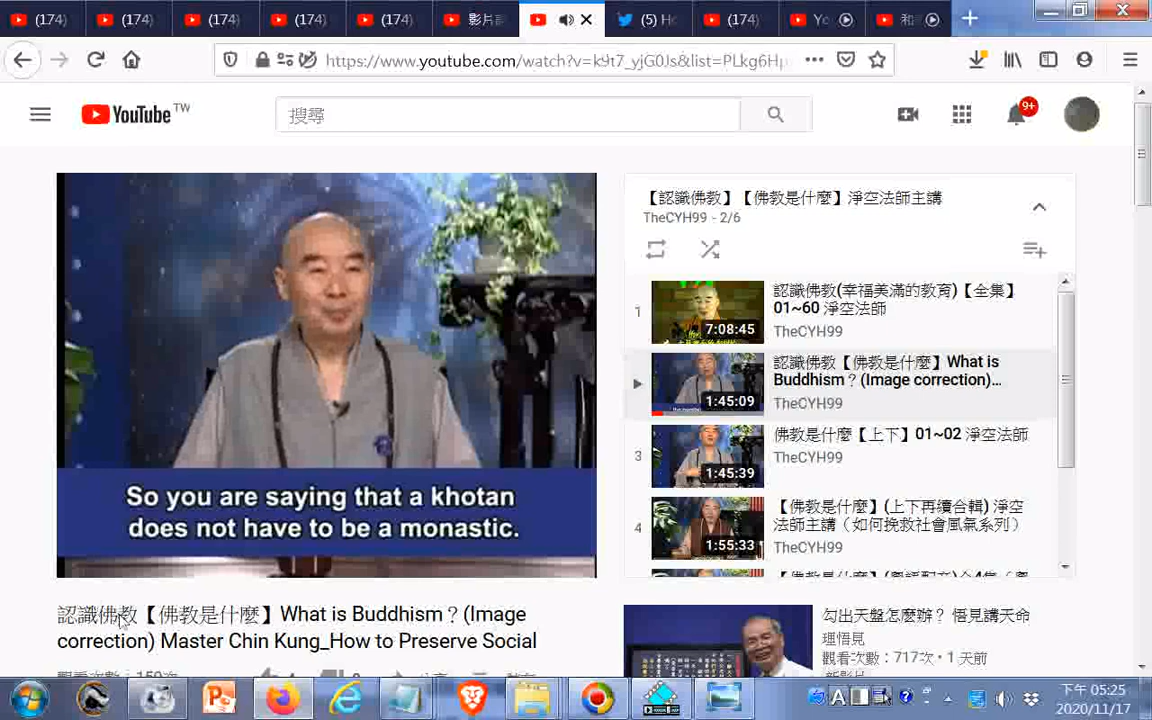 (174)
(174)
(174)
(174)
(174)
影片
(5) H
(174)
Yo
和
https://www.youtube.com/watch?v=k9t7_yjG0Js&list=PLkg6Hp
YouTube TW
搜尋
9+
【認識佛教】【佛教是什麼】淨空法師主講
TheCYH99 - 2/6
1
認識佛教(幸福美滿的教育)【全集】
01~60 淨空法師
TheCYH99
7:08:45
認識佛教【佛教是什麼】What is
Buddhism？(Image correction)...
TheCYH99
1:45:09
3
佛教是什麼【上下】01~02 淨空法師
TheCYH99
1:45:39
4
【佛教是什麼】(上下再續合輯) 淨空
法師主講（如何挽救社會風氣系列）
TheCYH99
1:55:33
So you are saying that a khotan
does not have to be a monastic.
認識佛教【佛教是什麼】What is Buddhism？(Image
correction) Master Chin Kung_How to Preserve Social
勾出天盤怎麼辦？ 悟見講天命
理悟見
觀看次數：717次 • 1 天前
下午 05:25
2020/11/17